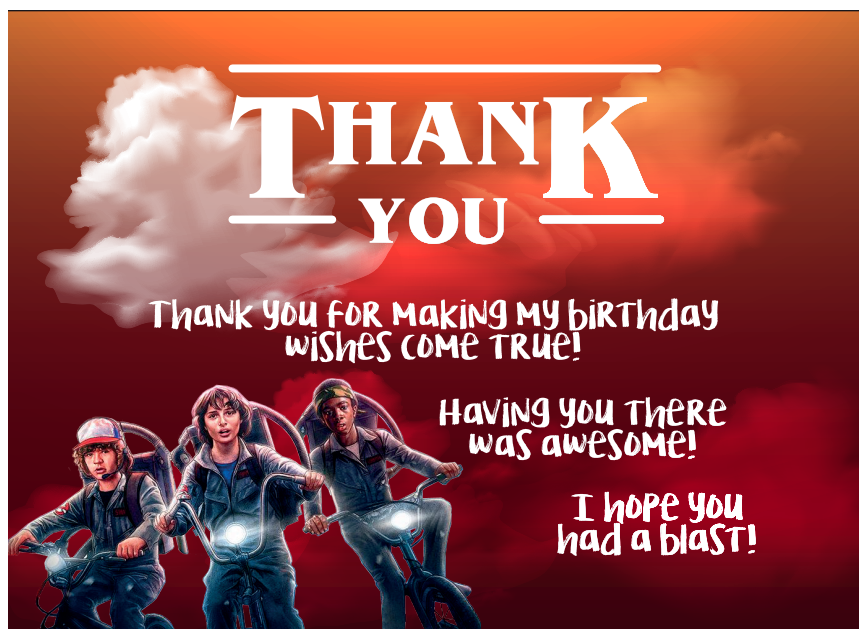 THANK
YOU
Thank you for making my birthday
wishes come true!
Having you there
was awesome!
I hope you
had a blast!